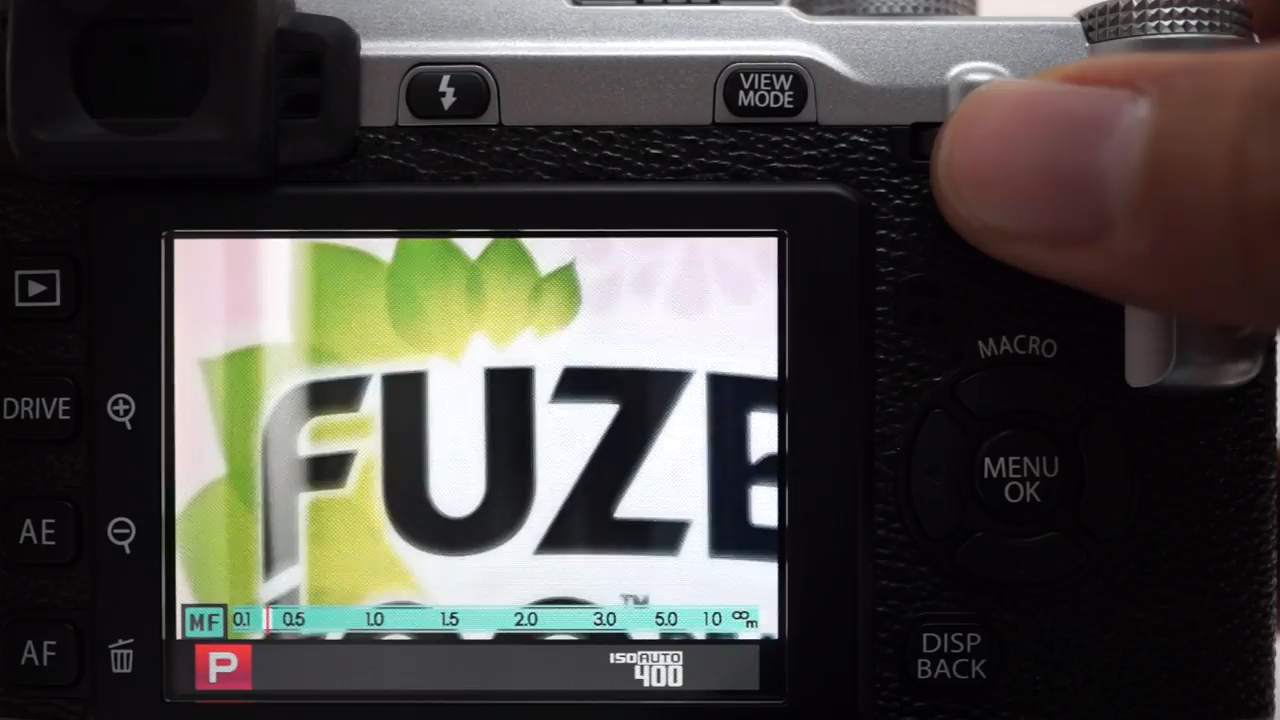 VIEW
MODE
MACRO
FUZE
DRIVE
MENU
OK
AE
™
MF 0.1 0.5 1.0 1.5 2.0 3.0 5.0 10 ∞m
AF
P
ISO AUTO
400
DISP
BACK